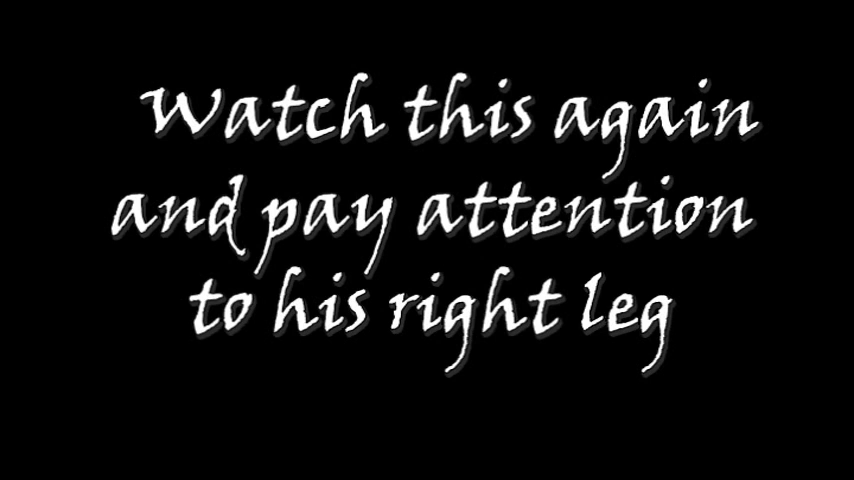 Watch this again
and pay attention
to his right leg